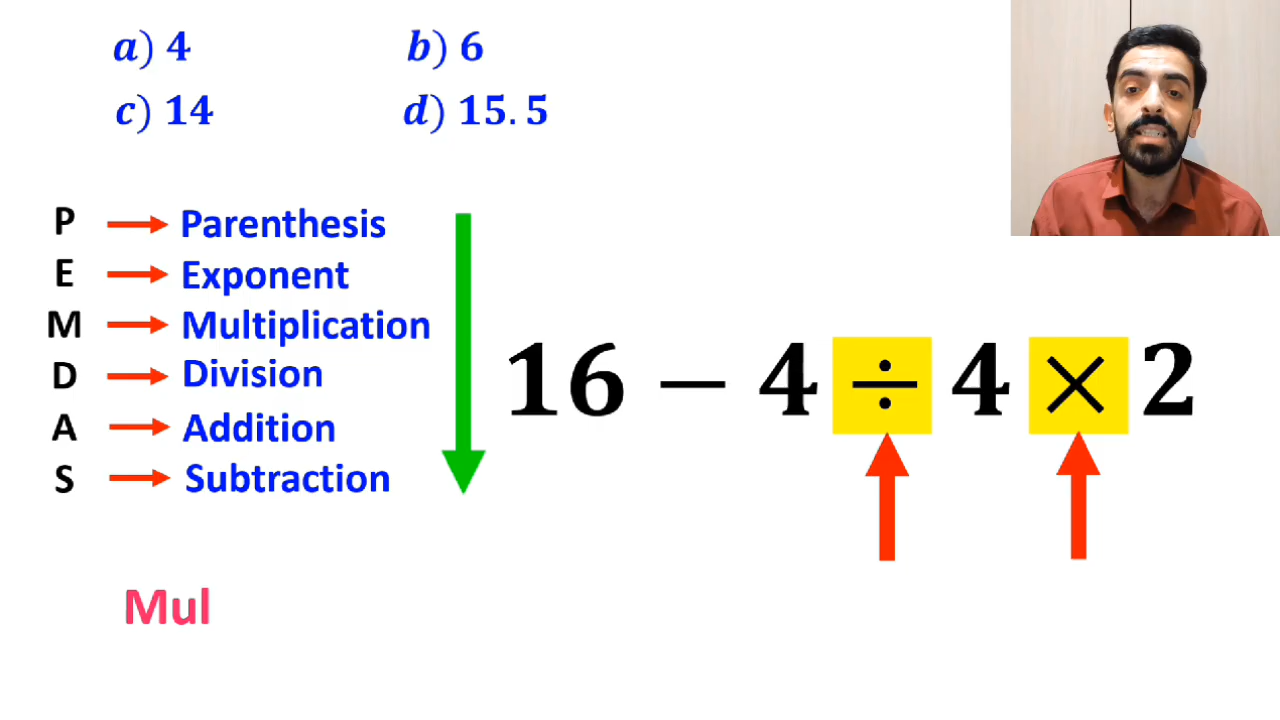 a) 4 b) 6
c) 14 d) 15.5
P → Parenthesis
E → Exponent
M → Multiplication
D → Division
A → Addition
S → Subtraction
16 − 4 ÷ 4 × 2
Mul